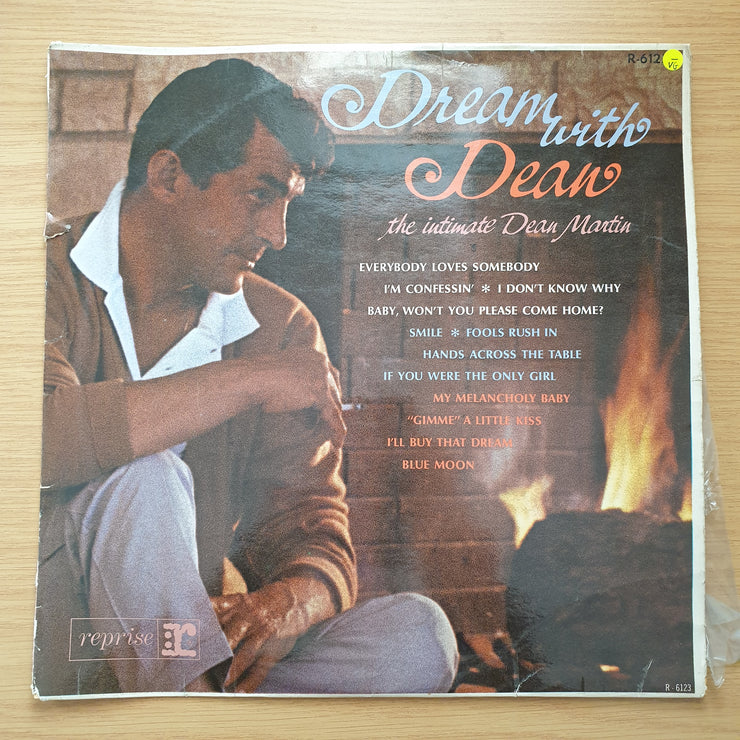 R-612
VG
Dream with
Dean
the intimate Dean Martin
EVERYBODY LOVES SOMEBODY
I'M CONFESSIN' * I DON'T KNOW WHY
BABY, WON'T YOU PLEASE COME HOME?
SMILE * FOOLS RUSH IN
HANDS ACROSS THE TABLE
IF YOU WERE THE ONLY GIRL
MY MELANCHOLY BABY
"GIMME" A LITTLE KISS
I'LL BUY THAT DREAM
BLUE MOON
reprise r
R-6123